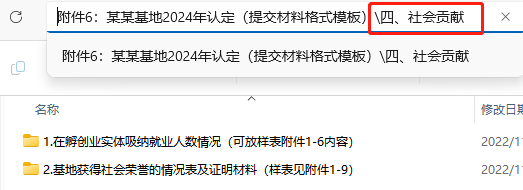 附件6：某某基地2024年认定（提交材料格式模板）\四、社会贡献
附件6：某某基地2024年认定（提交材料格式模板）\四、社会贡献
名称 修改日期
1.在孵创业实体吸纳就业人数情况（可放样表附件1-6内容） 2022/11
2.基地获得社会荣誉的情况表及证明材料（样表见附件1-9） 2022/11